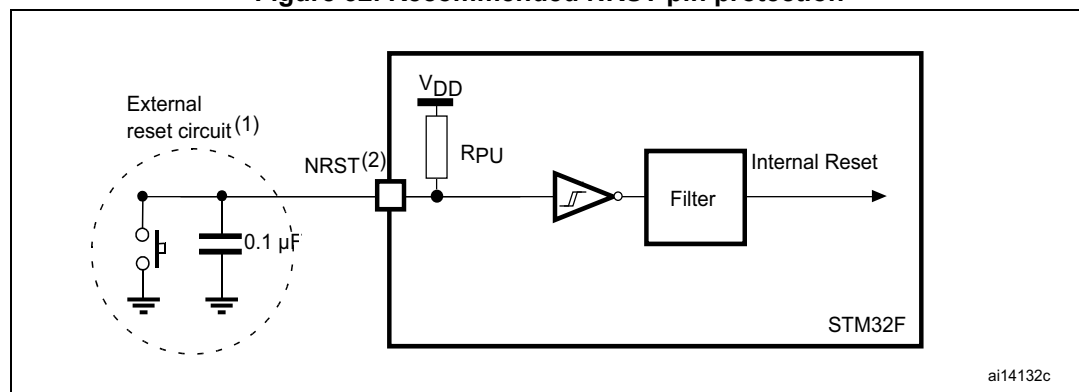 Figure 32. Recommended NRST pin protection
VDD
External
reset circuit(1)
NRST(2)
RPU
Internal Reset
Filter
0.1 μF
STM32F
ai14132c